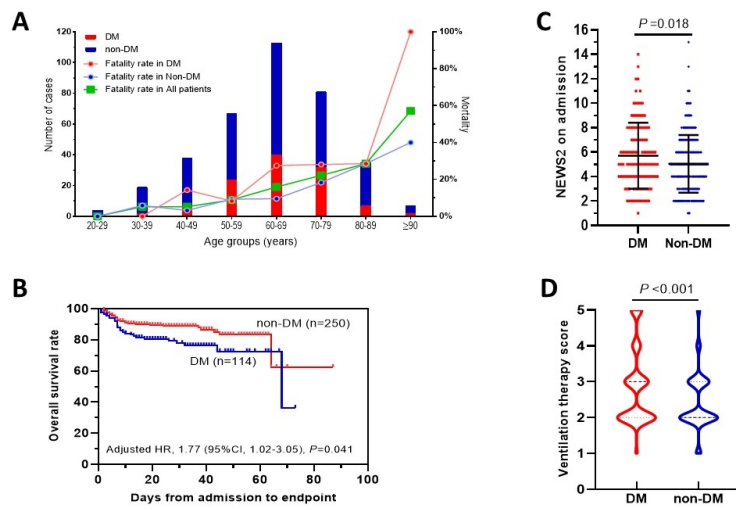 A
DM
non-DM
Fatality rate in DM
Fatality rate in Non-DM
Fatality rate in All patients
Number of cases
120
100
80
60
40
20
0
20-29
30-39
40-49
50-59
60-69
70-79
80-89
≥90
Age groups (years)
100%
80%
60%
40%
20%
0%
Mortality
B
Overall survival rate
100
80
60
80
80
0
non-DM (n=250)
DM (n=114)
Adjusted HR, 1.77 (95%CI, 1.02-3.05), P=0.041
0
20
40
60
80
100
Days from admission to endpoint
C
P =0.018
NEWS2 on admission
16
14
12
10
8
6
4
2
0
DM
Non-DM
D
P <0.001
Ventilation therapy score
5
4
3
2
1
0
DM
non-DM